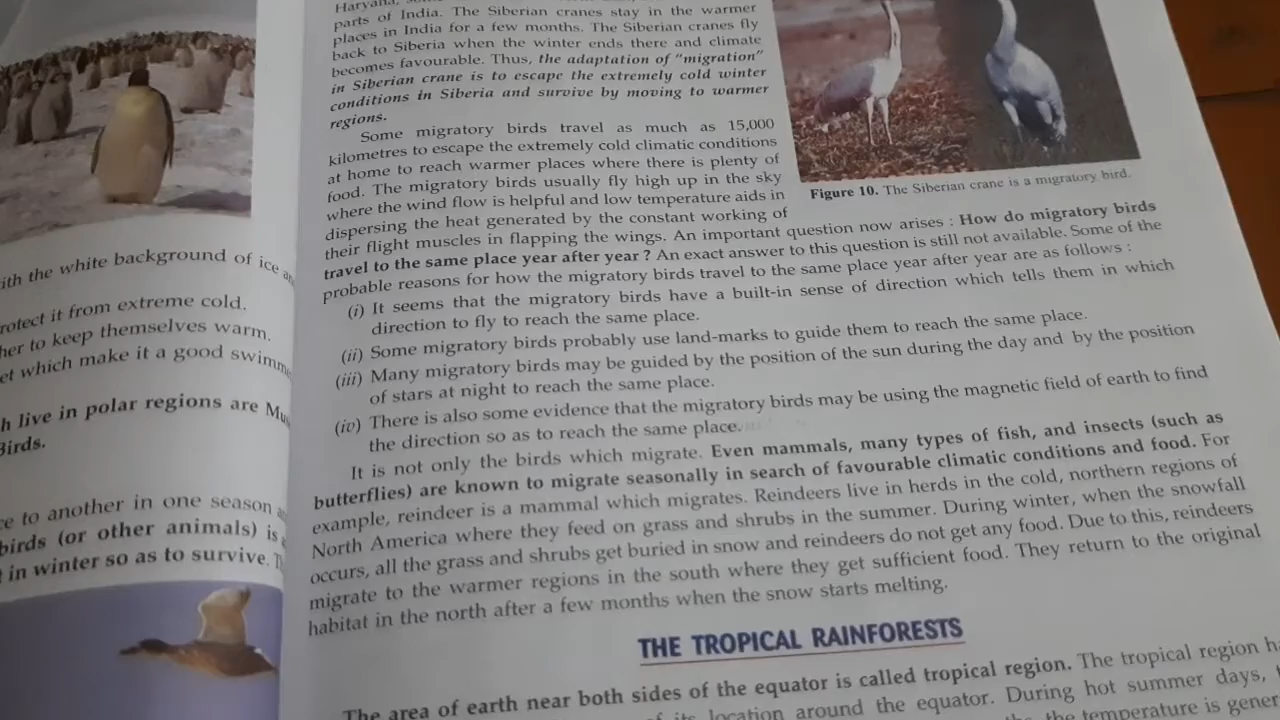 ith the white background of ice
rotect it from extreme cold.
her to keep themselves warm.
et which make it a good swimme
h live in polar regions are Mus
Birds.
ce to another in one season
birds (or other animals) is
t in winter so as to survive.
Haryana,
parts of India. The Siberian cranes stay in the warmer
places in India for a few months. The Siberian cranes fly
back to Siberia when the winter ends there and climate
becomes favourable. Thus, the adaptation of “migration”
in Siberian crane is to escape the extremely cold winter
conditions in Siberia and survive by moving to warmer
regions.
Some migratory birds travel as much as 15,000
kilometres to escape the extremely cold climatic conditions
at home to reach warmer places where there is plenty of
food. The migratory birds usually fly high up in the sky
where the wind flow is helpful and low temperature aids in
dispersing the heat generated by the constant working of
their flight muscles in flapping the wings. An important question now arises : How do migratory birds
travel to the same place year after year ? An exact answer to this question is still not available. Some of the
probable reasons for how the migratory birds travel to the same place year after year are as follows :
(i) It seems that the migratory birds have a built-in sense of direction which tells them in which
direction to fly to reach the same place.
(ii) Some migratory birds probably use land-marks to guide them to reach the same place.
(iii) Many migratory birds may be guided by the position of the sun during the day and by the position
of stars at night to reach the same place.
(iv) There is also some evidence that the migratory birds may be using the magnetic field of earth to find
the direction so as to reach the same place.
It is not only the birds which migrate. Even mammals, many types of fish, and insects (such as
butterflies) are known to migrate seasonally in search of favourable climatic conditions and food. For
example, reindeer is a mammal which migrates. Reindeers live in herds in the cold, northern regions of
North America where they feed on grass and shrubs in the summer. During winter, when the snowfall
occurs, all the grass and shrubs get buried in snow and reindeers do not get any food. Due to this, reindeers
migrate to the warmer regions in the south where they get sufficient food. They return to the original
habitat in the north after a few months when the snow starts melting.
Figure 10. The Siberian crane is a migratory bird.
THE TROPICAL RAINFORESTS
The area of earth near both sides of the equator is called tropical region. The tropical region ha
of its location around the equator. During hot summer days,
the temperature is gener